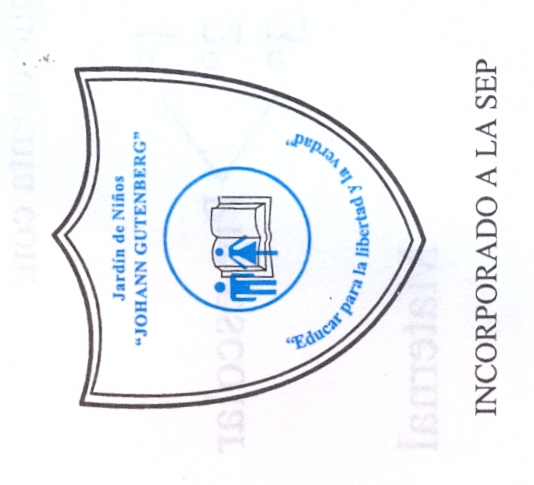 Jardín de Niños
"JOHANN GUTENBERG"
"Educar para la libertad y la verdad"
INCORPORADO A LA SEP